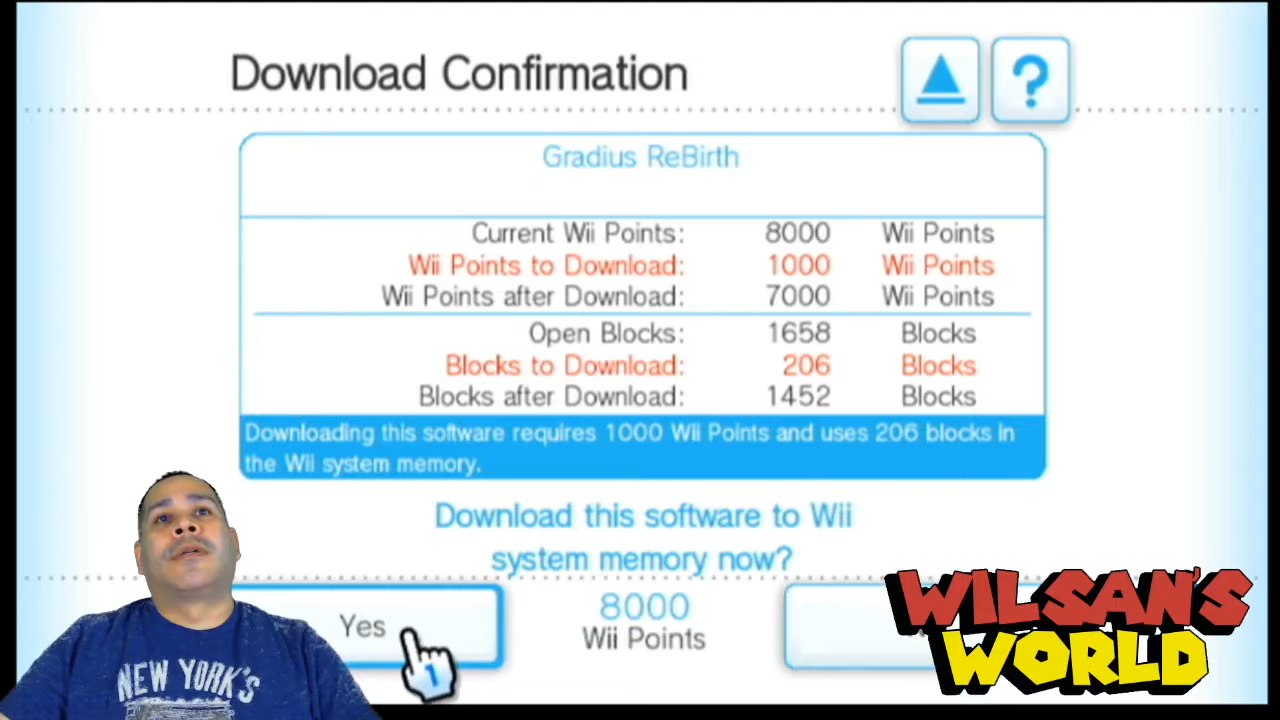 Download Confirmation
?
Gradius ReBirth
Current Wii Points: 8000 Wii Points
Wii Points to Download: 1000 Wii Points
Wii Points after Download: 7000 Wii Points
Open Blocks: 1658 Blocks
Blocks to Download: 206 Blocks
Blocks after Download: 1452 Blocks
Downloading this software requires 1000 Wii Points and uses 206 blocks in
the Wii system memory.
Download this software to Wii
system memory now?
Yes
1
8000
Wii Points
WILSAN'S
WORLD
NEW YORK'S